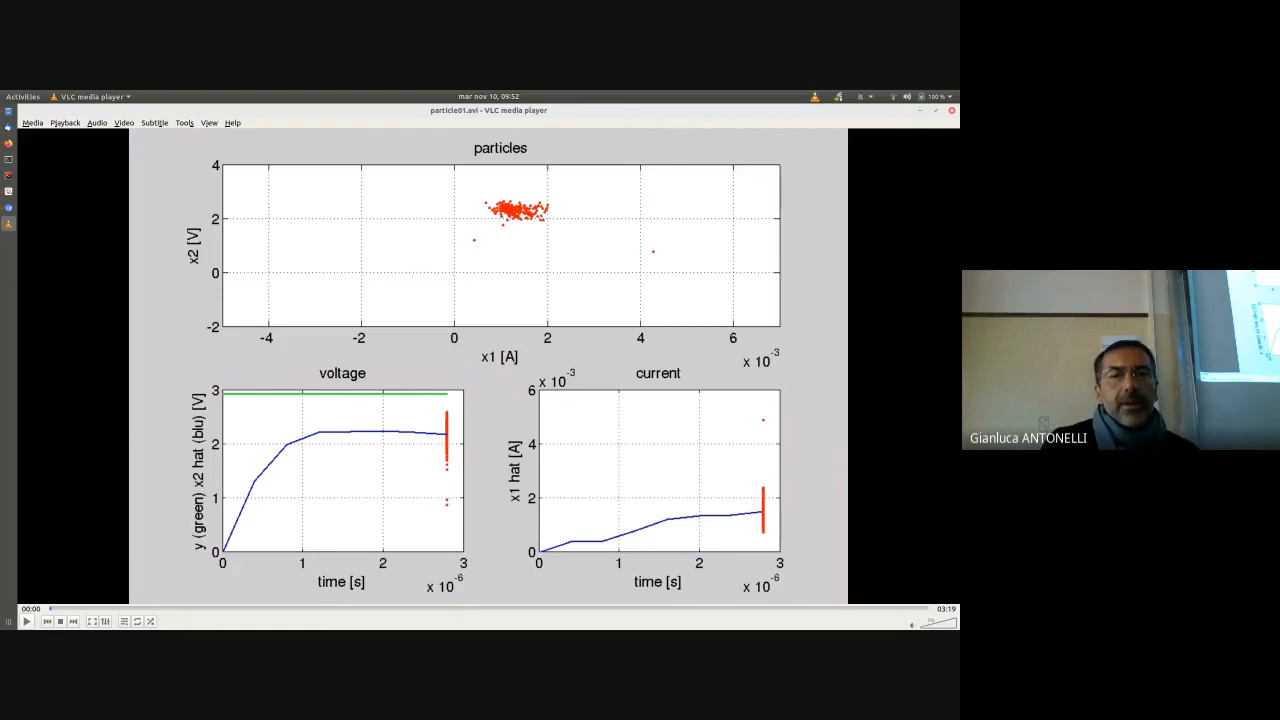 Activities VLC media player mar nov 10, 09:52 100 %
particle01.avi - VLC media player
Media Playback Audio Video Subtitle Tools View Help
particles
4
2
0
-2
x2 [V]
-4 -2 0 2 4 6
x1 [A]
x 10-3
voltage
3
2
1
0
y (green) x2 hat (blu) [V]
0 1 2 3
time [s]
x 10-6
current
x 10-3
6
4
2
0
x1 hat [A]
0 1 2 3
time [s]
x 10-6
00:00 03:19
Gianluca ANTONELLI